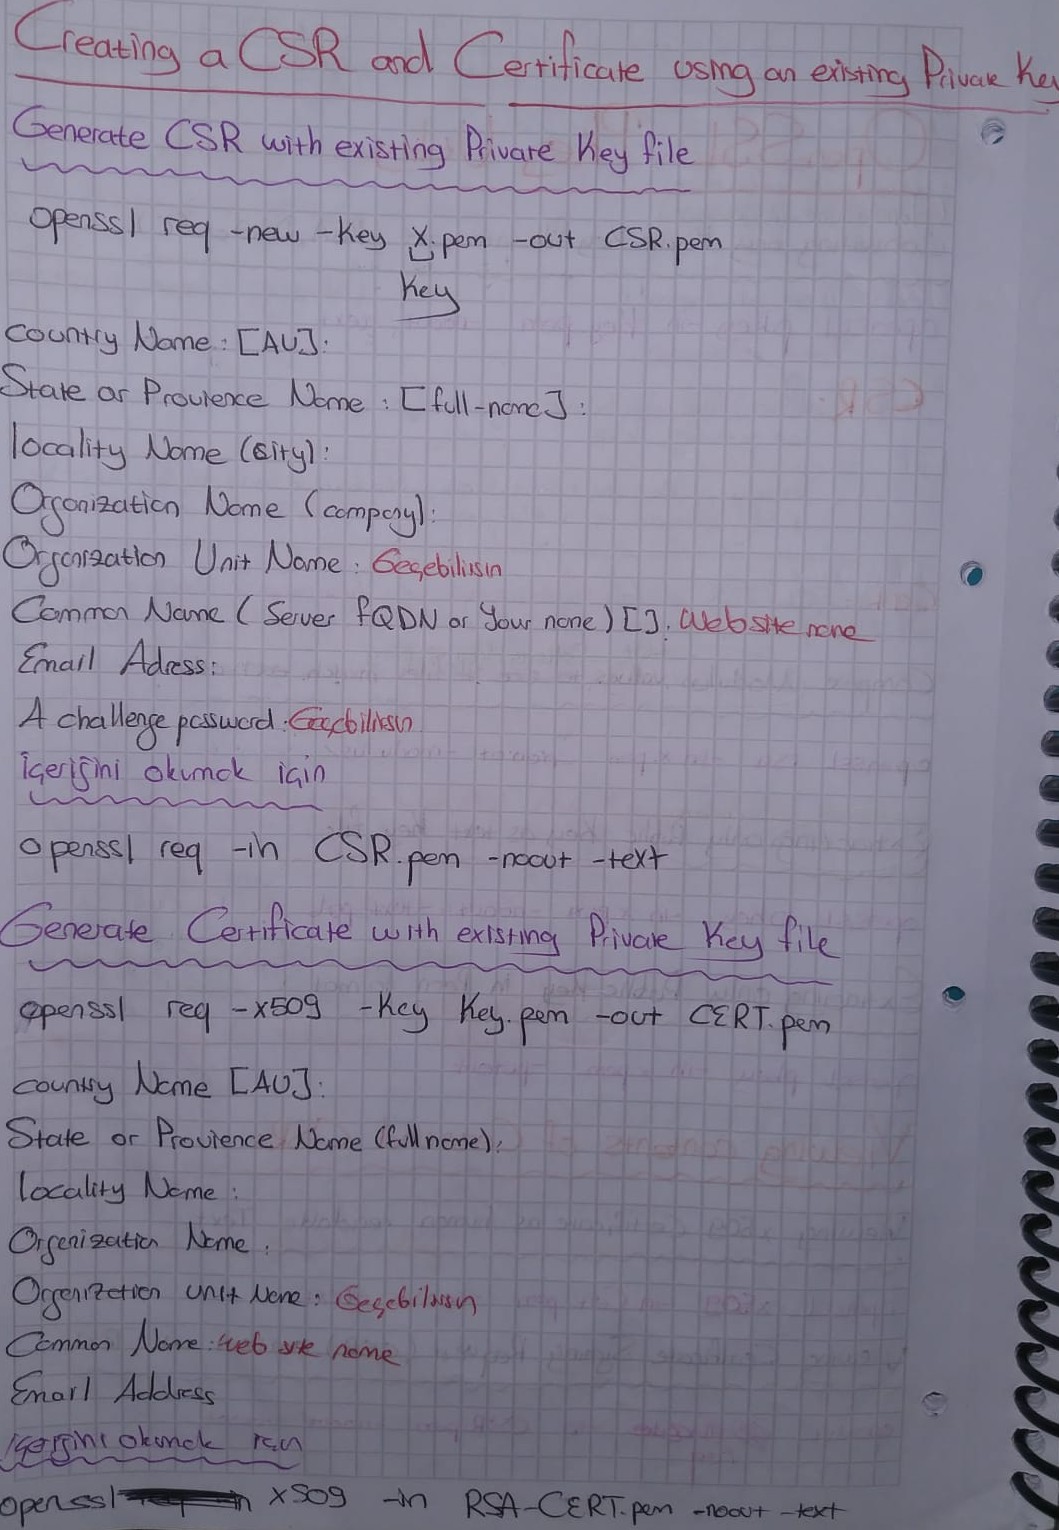 Creating a CSR and Certificate using an existing Private Key
Generate CSR with existing Private Key file
openssl req -new -key X.pem -out CSR.pem
Key
Country Name : [AU]:
State or Provience Name : [full-name] :
locality Name (city) :
Organization Name (company):
Organization Unit Name : Geçebilirsin
Common Name ( Server FQDN or Your name ) [] : Website name
Email Adress:
A challenge password : Geçebilirsin
İçeriğini okumak için
openssl req -in CSR.pem -noout -text
Generate Certificate with existing Private Key file
openssl req -x509 -key key.pem -out CERT.pem
country Name [AU]:
State or Provience Name (full name):
locality Name :
Organization Name :
Organization unit Name : Geçebilirsin
Common Name : web site name
Email Address
İçeriğini okumak için
openssl x509 -in RSA-CERT.pem -noout -text